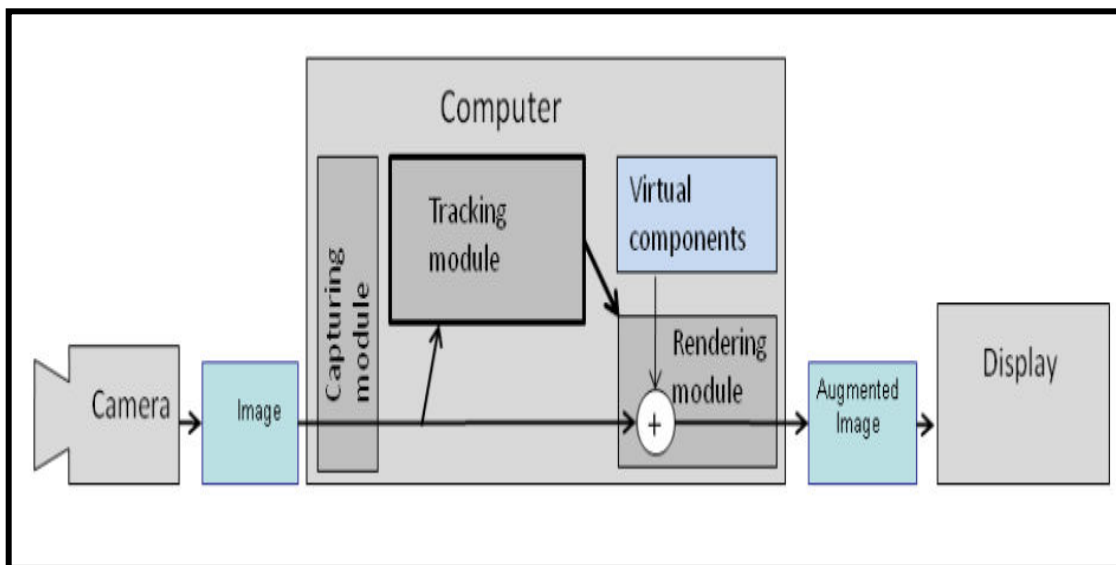 Computer
Tracking
module
Virtual
components
Capturing
module
Rendering
module
Camera
Image
+
Augmented
Image
Display